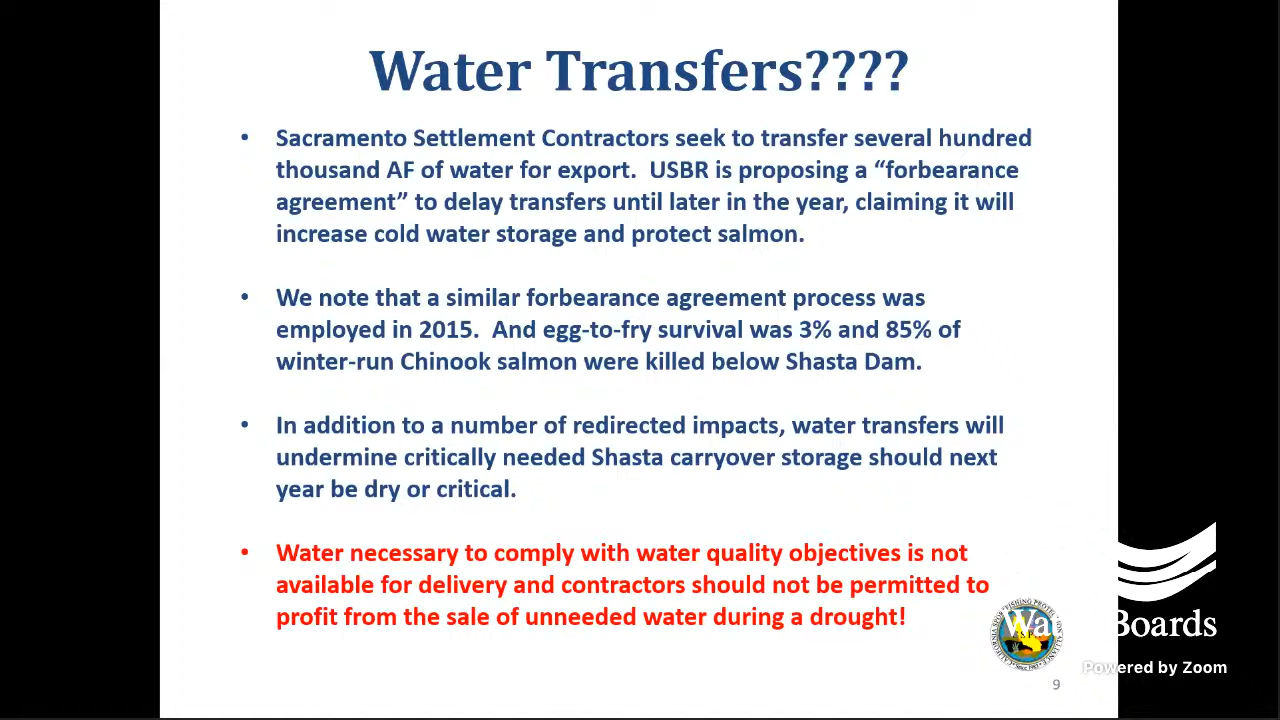 Water Transfers????
• Sacramento Settlement Contractors seek to transfer several hundred
thousand AF of water for export. USBR is proposing a “forbearance
agreement” to delay transfers until later in the year, claiming it will
increase cold water storage and protect salmon.
• We note that a similar forbearance agreement process was
employed in 2015. And egg-to-fry survival was 3% and 85% of
winter-run Chinook salmon were killed below Shasta Dam.
• In addition to a number of redirected impacts, water transfers will
undermine critically needed Shasta carryover storage should next
year be dry or critical.
• Water necessary to comply with water quality objectives is not
available for delivery and contractors should not be permitted to
profit from the sale of unneeded water during a drought!
Wa Boards
Powered by Zoom
9